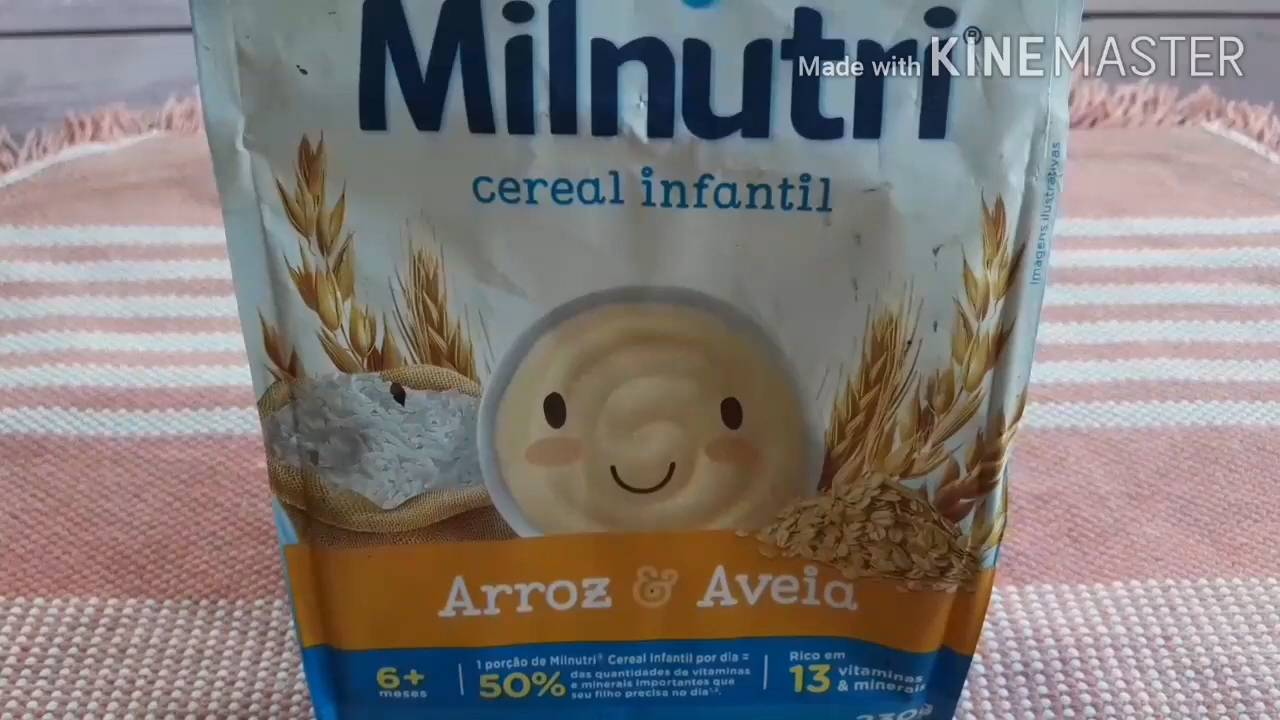 Milnutri®
Made with KINEMASTER
cereal infantil
Imagens ilustrativas
Arroz & Aveia
6+
meses
1 porção de Milnutri® Cereal Infantil por dia =
50% das quantidades de vitaminas
e minerais importantes que
seu filho precisa no dia
Rico em
13 vitaminas
& minerais
230g